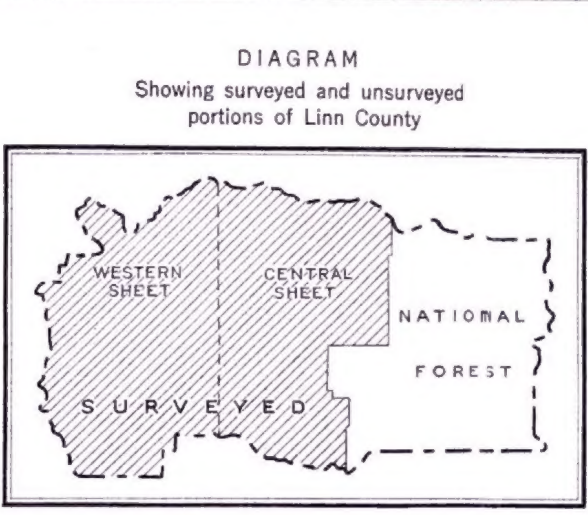 DIAGRAM
Showing surveyed and unsurveyed
portions of Linn County
WESTERN
SHEET
CENTRAL
SHEET
NATIONAL
FOREST
SURVEYED